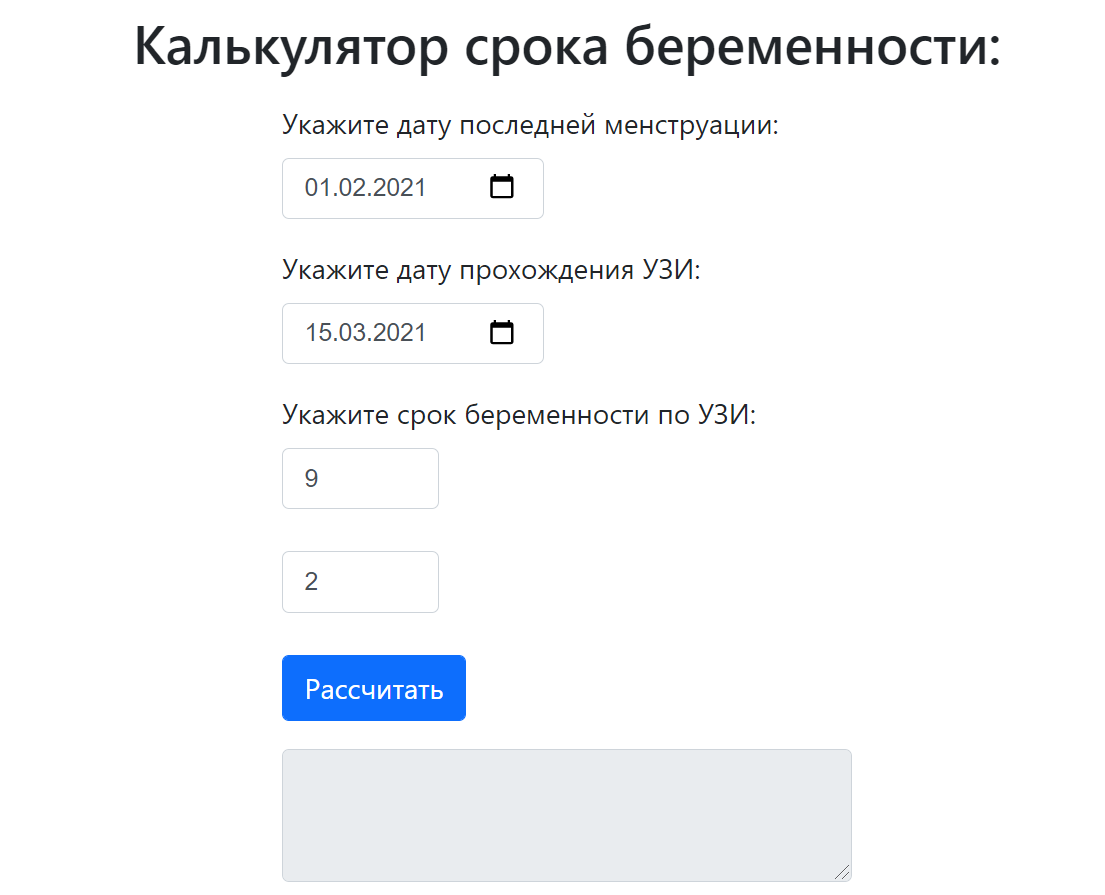 Калькулятор срока беременности:
Укажите дату последней менструации:
01.02.2021
Укажите дату прохождения УЗИ:
15.03.2021
Укажите срок беременности по УЗИ:
9
2
Рассчитать